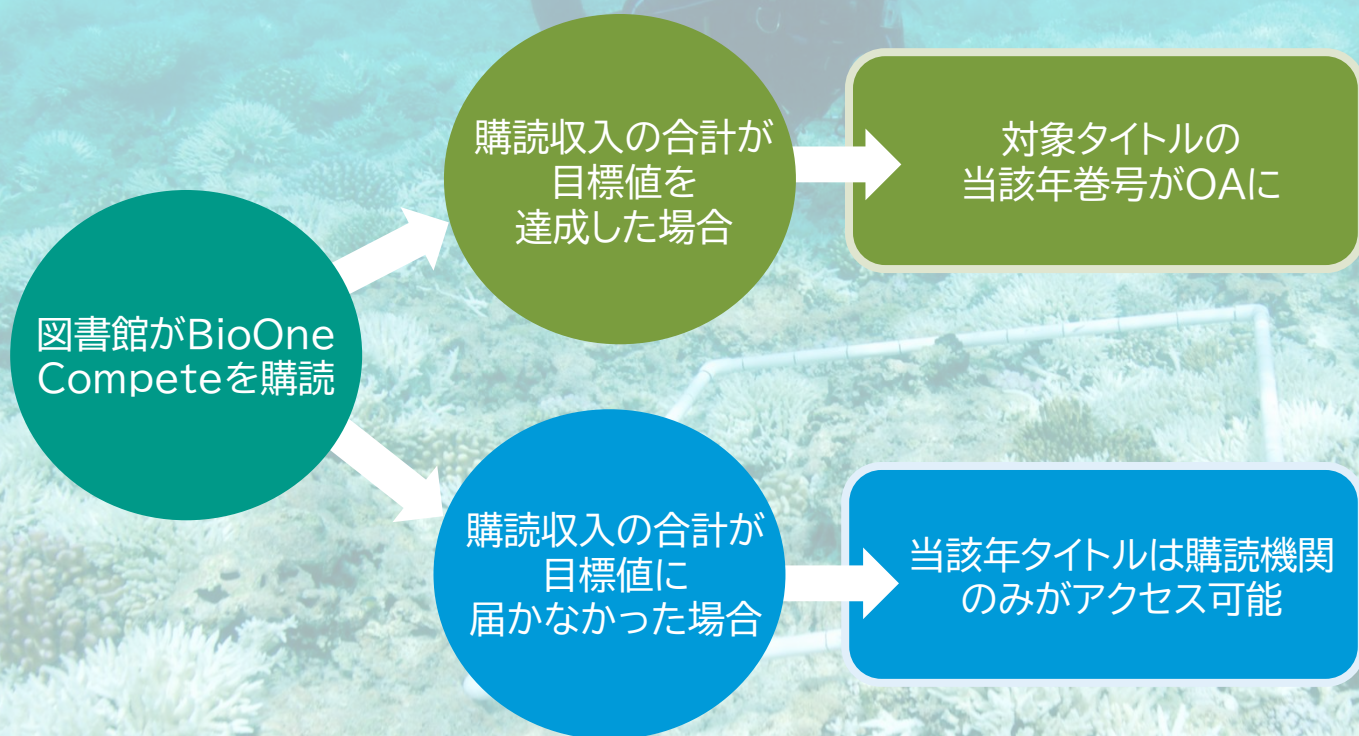 図書館がBioOne
Competeを購読
購読収入の合計が
目標値を
達成した場合
対象タイトルの
当該年巻号がOAに
購読収入の合計が
目標値に
届かなかった場合
当該年タイトルは購読機関
のみがアクセス可能